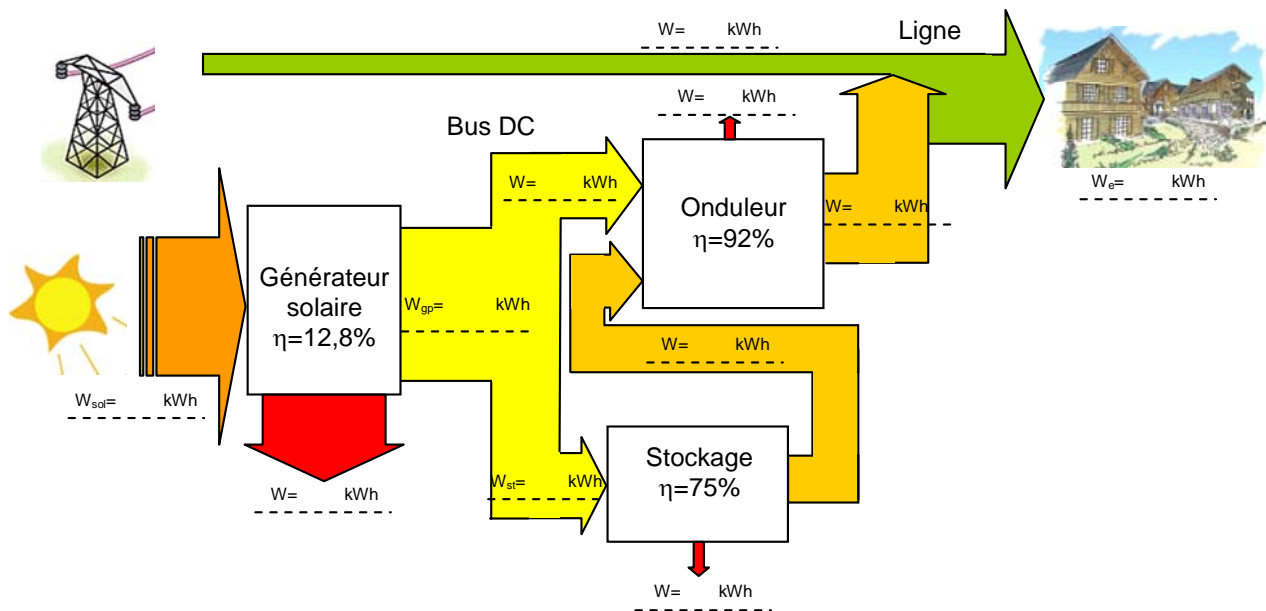 W= kWh
Ligne
W= kWh
Bus DC
W= kWh
Onduleur
η=92%
W= kWh
We= kWh
Générateur
solaire
η=12,8%
Wgp= kWh
W= kWh
Wsol= kWh
Stockage
η=75%
Wst= kWh
W= kWh
W= kWh